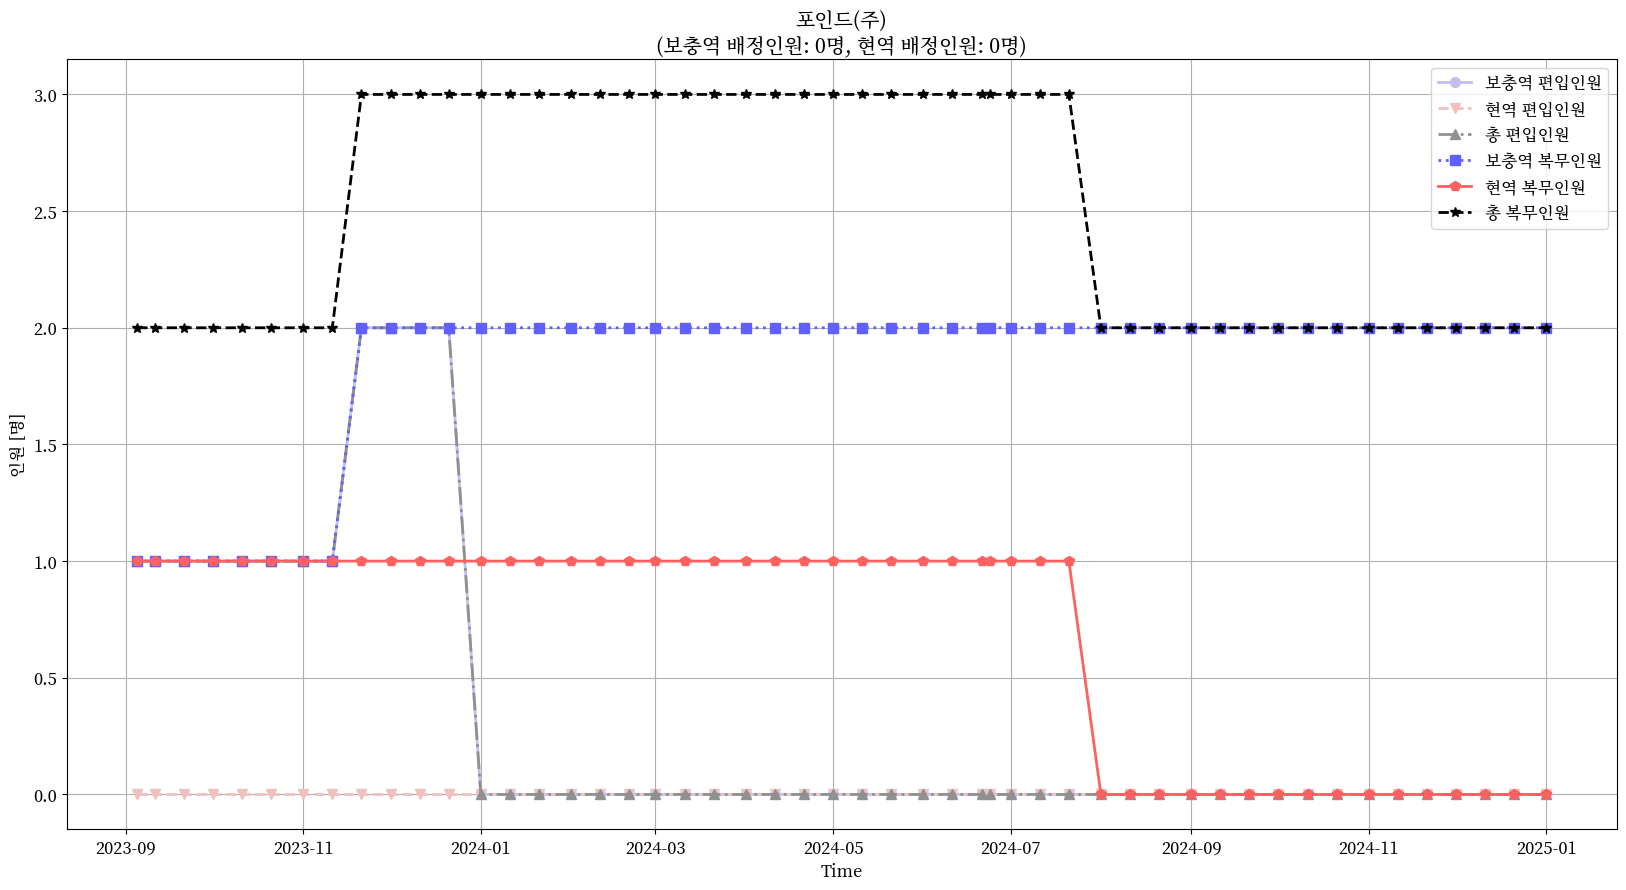 포인드(주)
(보충역 배정인원: 0명, 현역 배정인원: 0명)
보충역 편입인원
현역 편입인원
총 편입인원
보충역 복무인원
현역 복무인원
총 복무인원
인원 [명]
3.0
2.5
2.0
1.5
1.0
0.5
0.0
2023-09
2023-11
2024-01
2024-03
2024-05
2024-07
2024-09
2024-11
2025-01
Time